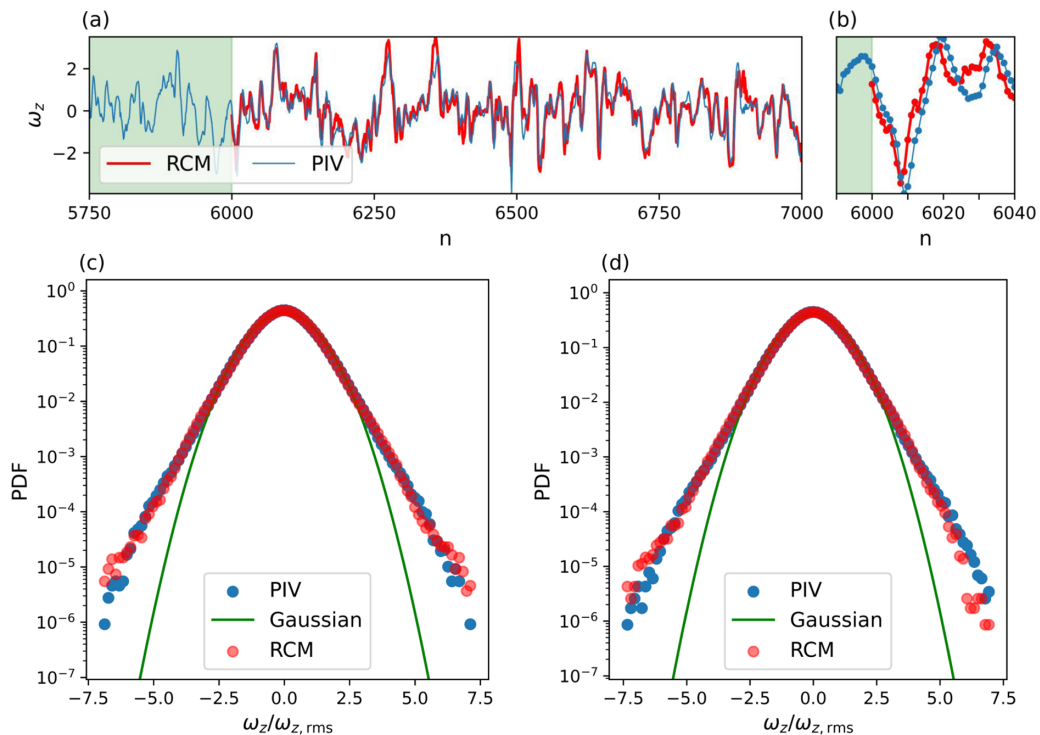 (a)
(b)
2
0
−2
ω_z
RCM PIV
5750 6000 6250 6500 6750 7000
6000 6020 6040
n
n
(c)
(d)
10^0
10^−1
10^−2
10^−3
10^−4
10^−5
10^−6
10^−7
PDF
PIV
Gaussian
RCM
−7.5 −5.0 −2.5 0.0 2.5 5.0 7.5
ω_z/ω_z, rms
10^0
10^−1
10^−2
10^−3
10^−4
10^−5
10^−6
10^−7
PDF
PIV
Gaussian
RCM
−7.5 −5.0 −2.5 0.0 2.5 5.0 7.5
ω_z/ω_z, rms